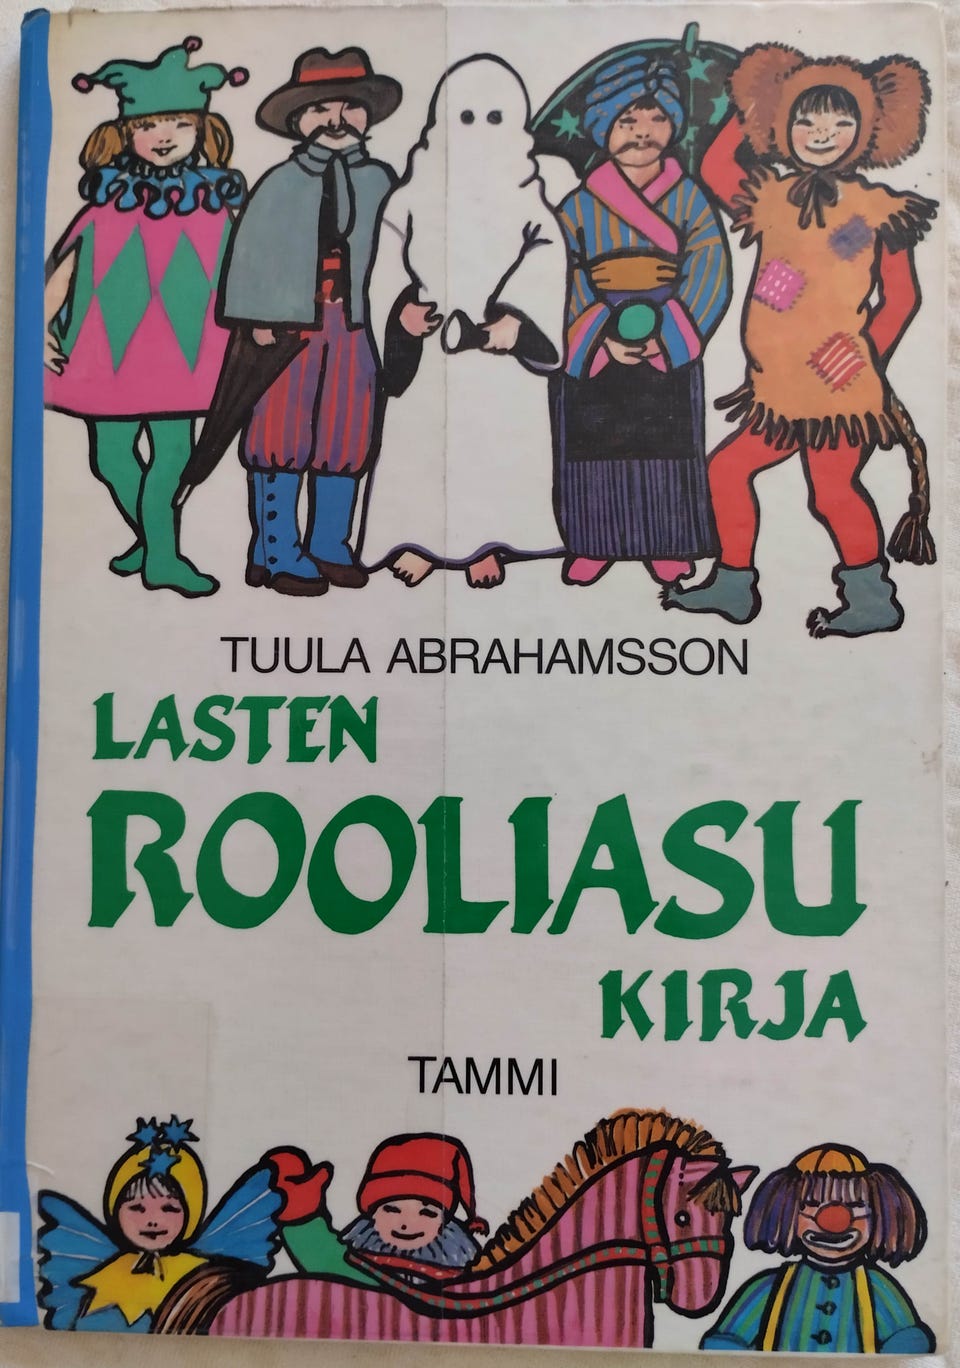 TUULA ABRAHAMSSON
LASTEN
ROOLIASU
KIRJA
TAMMI